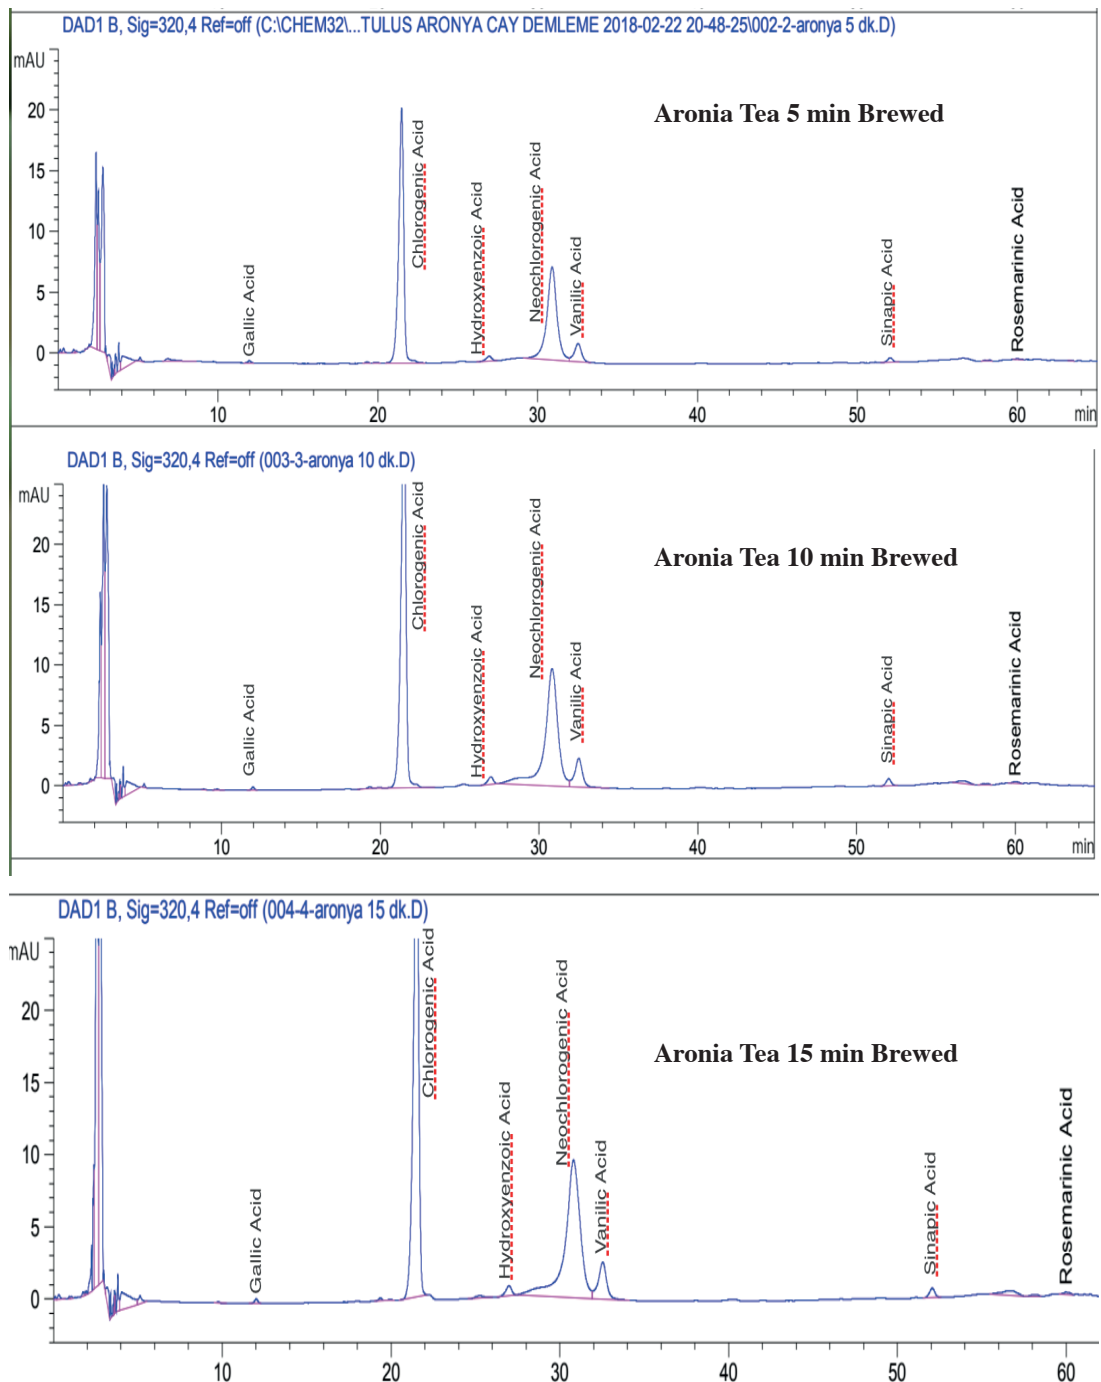 DAD1 B, Sig=320,4 Ref=off (C:\CHEM32\...TULUS ARONYA CAY DEMLEME 2018-02-22 20-48-25\002-2-aronya 5 dk.D)
mAU
Aronia Tea 5 min Brewed
20
15
10
5
0
Gallic Acid
Chlorogenic Acid
Hydroxyenzoic Acid
Neochlorogenic Acid
Vanilic Acid
Sinapic Acid
Rosemarinic Acid
10 20 30 40 50 60 min
DAD1 B, Sig=320,4 Ref=off (003-3-aronya 10 dk.D)
mAU
Aronia Tea 10 min Brewed
20
15
10
5
0
Gallic Acid
Chlorogenic Acid
Hydroxyenzoic Acid
Neochlorogenic Acid
Vanilic Acid
Sinapic Acid
Rosemarinic Acid
10 20 30 40 50 60 min
DAD1 B, Sig=320,4 Ref=off (004-4-aronya 15 dk.D)
mAU
Aronia Tea 15 min Brewed
20
15
10
5
0
Gallic Acid
Chlorogenic Acid
Hydroxyenzoic Acid
Neochlorogenic Acid
Vanilic Acid
Sinapic Acid
Rosemarinic Acid
10 20 30 40 50 60